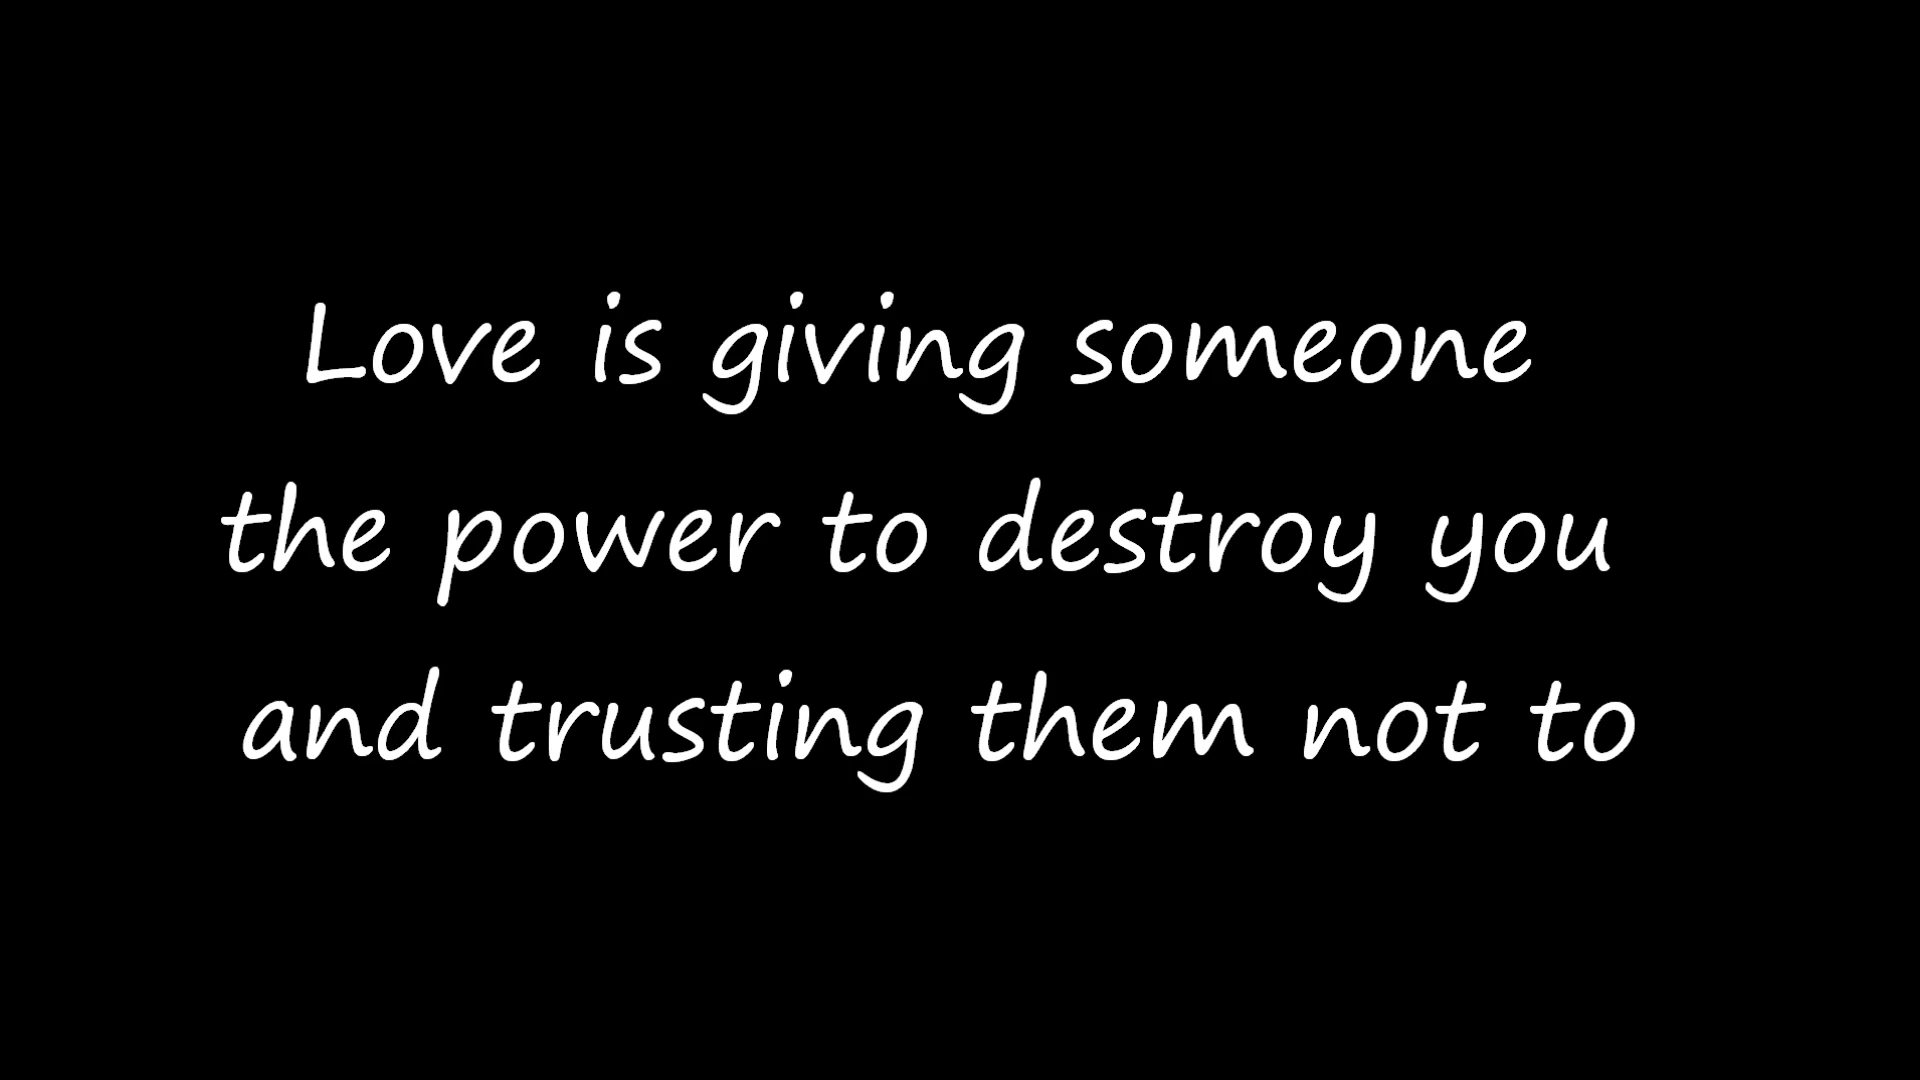 Love is giving someone
the power to destroy you
and trusting them not to